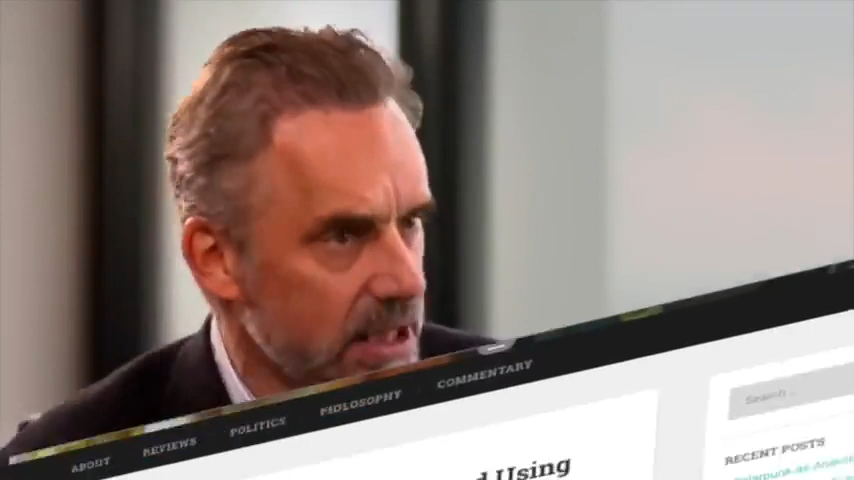 ABOUT REVIEWS POLITICS PHILOSOPHY COMMENTARY
Search ...
Using
RECENT POSTS